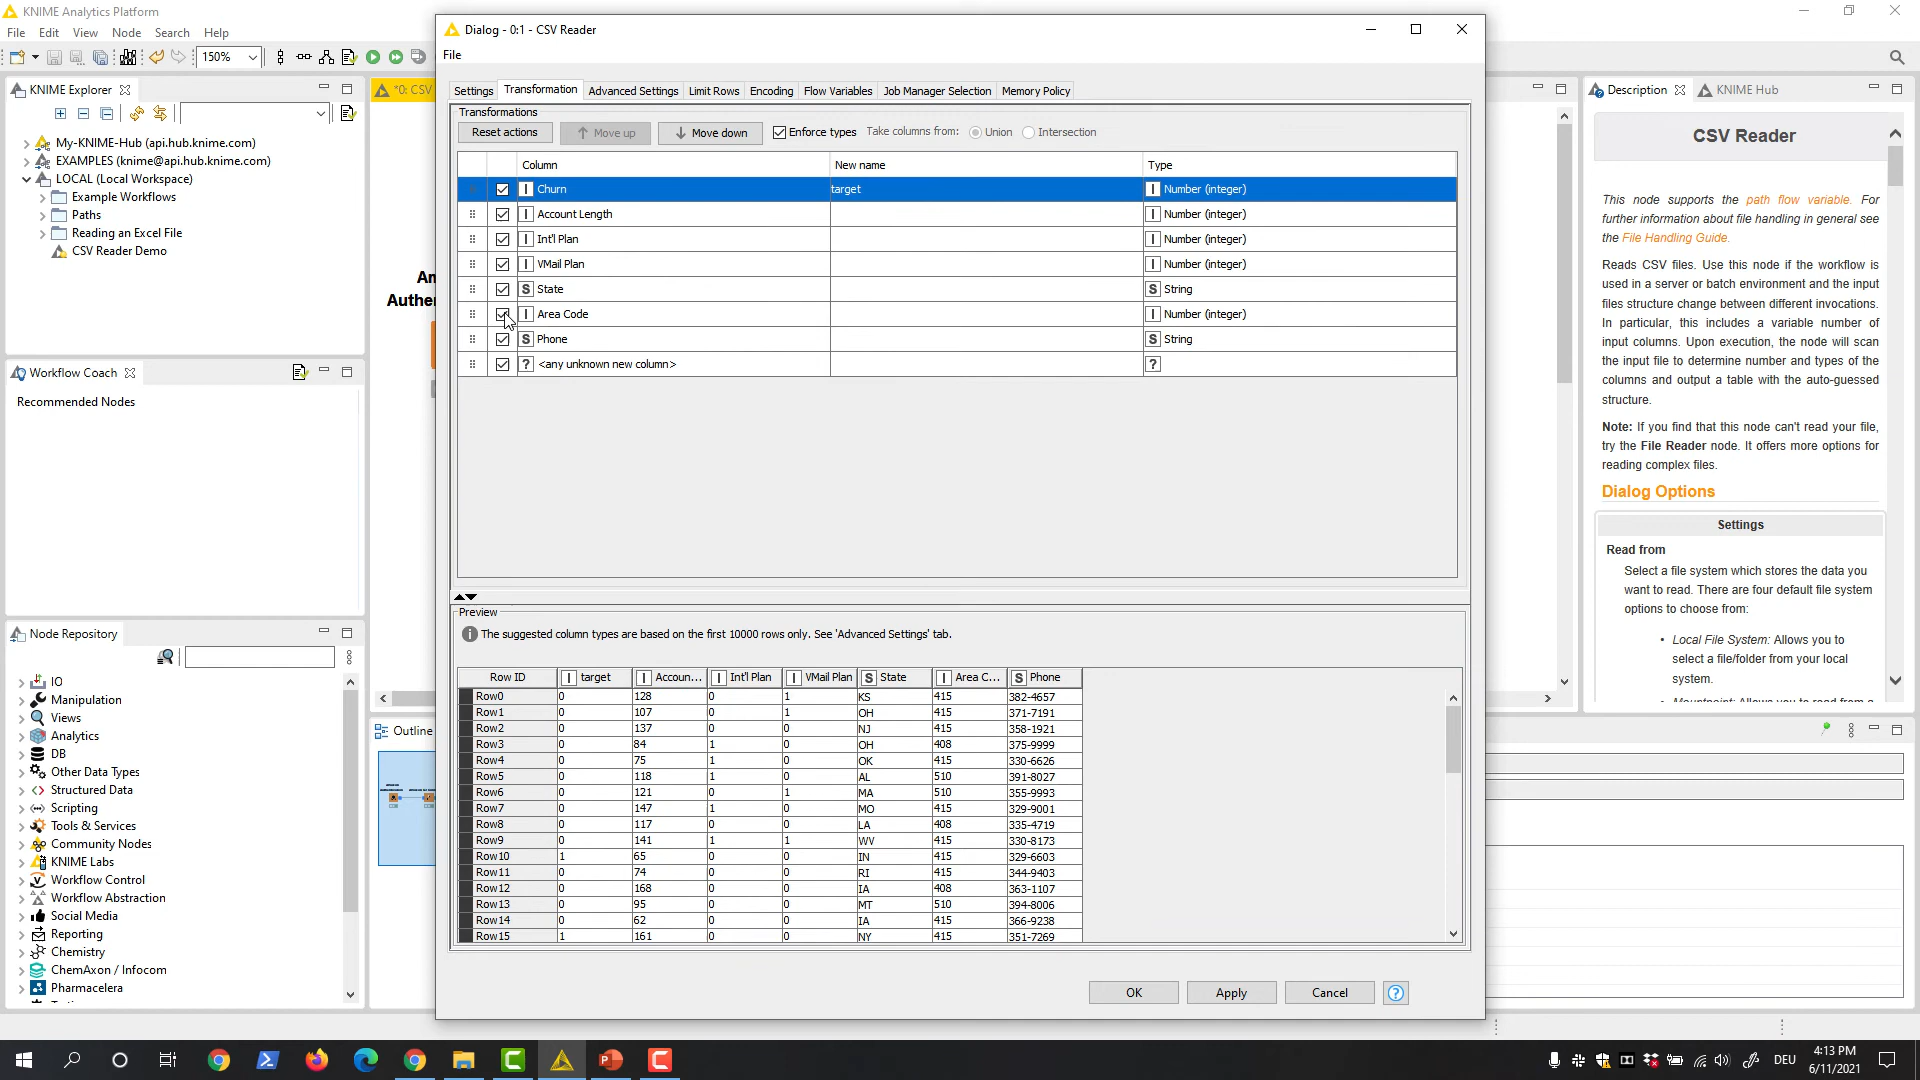 KNIME Analytics Platform
File Edit View Node Search Help
150%
KNIME Explorer
My-KNIME-Hub (api.hub.knime.com)
EXAMPLES (knime@api.hub.knime.com)
LOCAL (Local Workspace)
Example Workflows
Paths
Reading an Excel File
CSV Reader Demo
Workflow Coach
Recommended Nodes
Node Repository
IO
Manipulation
Views
Analytics
DB
Other Data Types
Structured Data
Scripting
Tools & Services
Community Nodes
KNIME Labs
Workflow Control
Workflow Abstraction
Social Media
Reporting
Chemistry
ChemAxon / Infocom
Pharmacelera
*0: CSV
Outline
Dialog - 0:1 - CSV Reader
File
Settings Transformation Advanced Settings Limit Rows Encoding Flow Variables Job Manager Selection Memory Policy
Transformations
Reset actions Move up Move down Enforce types Take columns from: Union Intersection
Column New name Type
I Churn target I Number (integer)
I Account Length I Number (integer)
I Int'l Plan I Number (integer)
I VMail Plan I Number (integer)
S State S String
I Area Code I Number (integer)
S Phone S String
? <any unknown new column> ?
Preview
The suggested column types are based on the first 10000 rows only. See 'Advanced Settings' tab.
Row ID I target I Accoun... I Int'l Plan I VMail Plan S State I Area C... S Phone
Row0 0 128 0 1 KS 415 382-4657
Row1 0 107 0 1 OH 415 371-7191
Row2 0 137 0 0 NJ 415 358-1921
Row3 0 84 1 0 OH 408 375-9999
Row4 0 75 1 0 OK 415 330-6626
Row5 0 118 1 0 AL 510 391-8027
Row6 0 121 0 1 MA 510 355-9993
Row7 0 147 1 0 MO 415 329-9001
Row8 0 117 0 0 LA 408 335-4719
Row9 0 141 1 1 WV 415 330-8173
Row10 1 65 0 0 IN 415 329-6603
Row11 0 74 0 0 RI 415 344-9403
Row12 0 168 0 0 IA 408 363-1107
Row13 0 95 0 0 MT 510 394-8006
Row14 0 62 0 0 IA 415 366-9238
Row15 1 161 0 0 NY 415 351-7269
OK Apply Cancel ?
Description KNIME Hub
CSV Reader
This node supports the path flow variable. For
further information about file handling in general see
the File Handling Guide.
Reads CSV files. Use this node if the workflow is
used in a server or batch environment and the input
files structure change between different invocations.
In particular, this includes a variable number of
input columns. Upon execution, the node will scan
the input file to determine number and types of the
columns and output a table with the auto-guessed
structure.
Note: If you find that this node can't read your file,
try the File Reader node. It offers more options for
reading complex files.
Dialog Options
Settings
Read from
Select a file system which stores the data you
want to read. There are four default file system
options to choose from:
• Local File System: Allows you to
select a file/folder from your local
system.
DEU
4:13 PM
6/11/2021